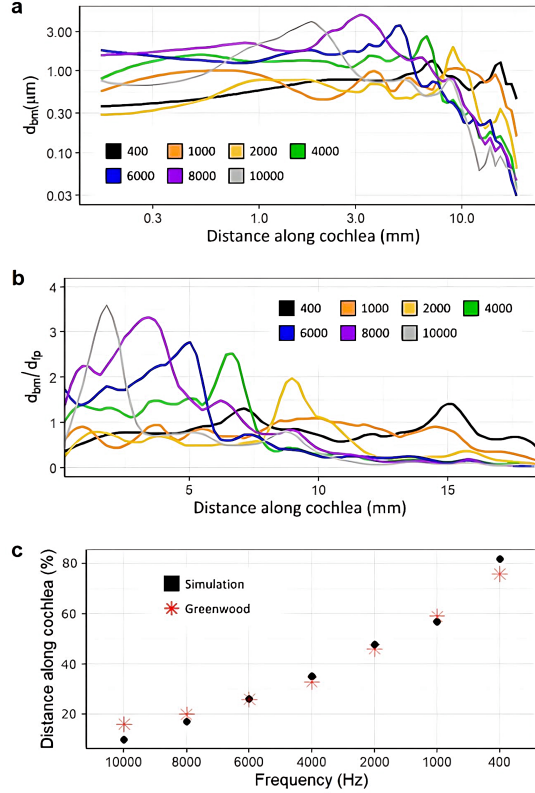 a
dbm(μm)
3.00
1.00
0.30
0.10
0.03
400 1000 2000 4000
6000 8000 10000
0.3 1.0 3.0 10.0
Distance along cochlea (mm)
b
dbm/ dfp
4
3
2
1
0
400 1000 2000 4000
6000 8000 10000
5 10 15
Distance along cochlea (mm)
c
Distance along cochlea (%)
80
60
40
20
Simulation
Greenwood
10000 8000 6000 4000 2000 1000 400
Frequency (Hz)